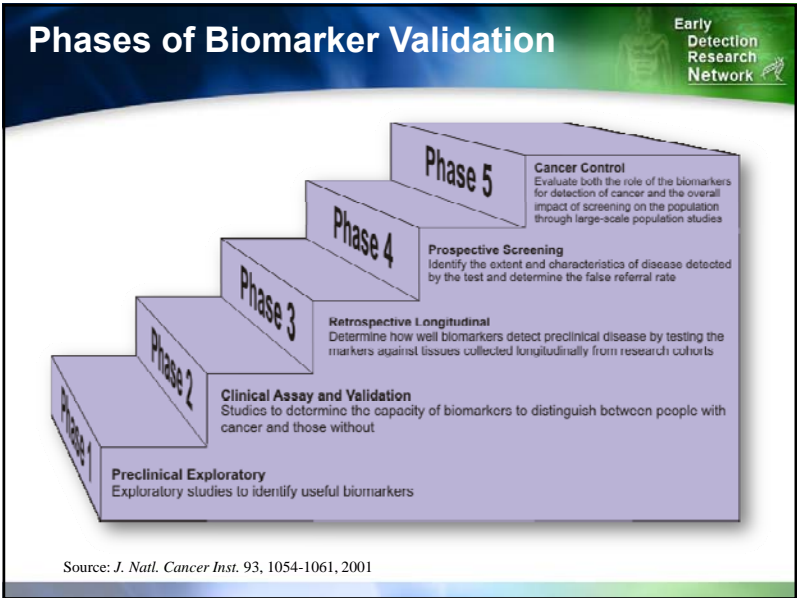 Phases of Biomarker Validation
Early
Detection
Research
Network
Phase 5
Cancer Control
Evaluate both the role of the biomarkers
for detection of cancer and the overall
impact of screening on the population
through large-scale population studies
Phase 4
Prospective Screening
Identify the extent and characteristics of disease detected
by the test and determine the false referral rate
Phase 3
Retrospective Longitudinal
Determine how well biomarkers detect preclinical disease by testing the
markers against tissues collected longitudinally from research cohorts
Phase 2
Clinical Assay and Validation
Studies to determine the capacity of biomarkers to distinguish between people with
cancer and those without
Phase 1
Preclinical Exploratory
Exploratory studies to identify useful biomarkers
Source: J. Natl. Cancer Inst. 93, 1054-1061, 2001